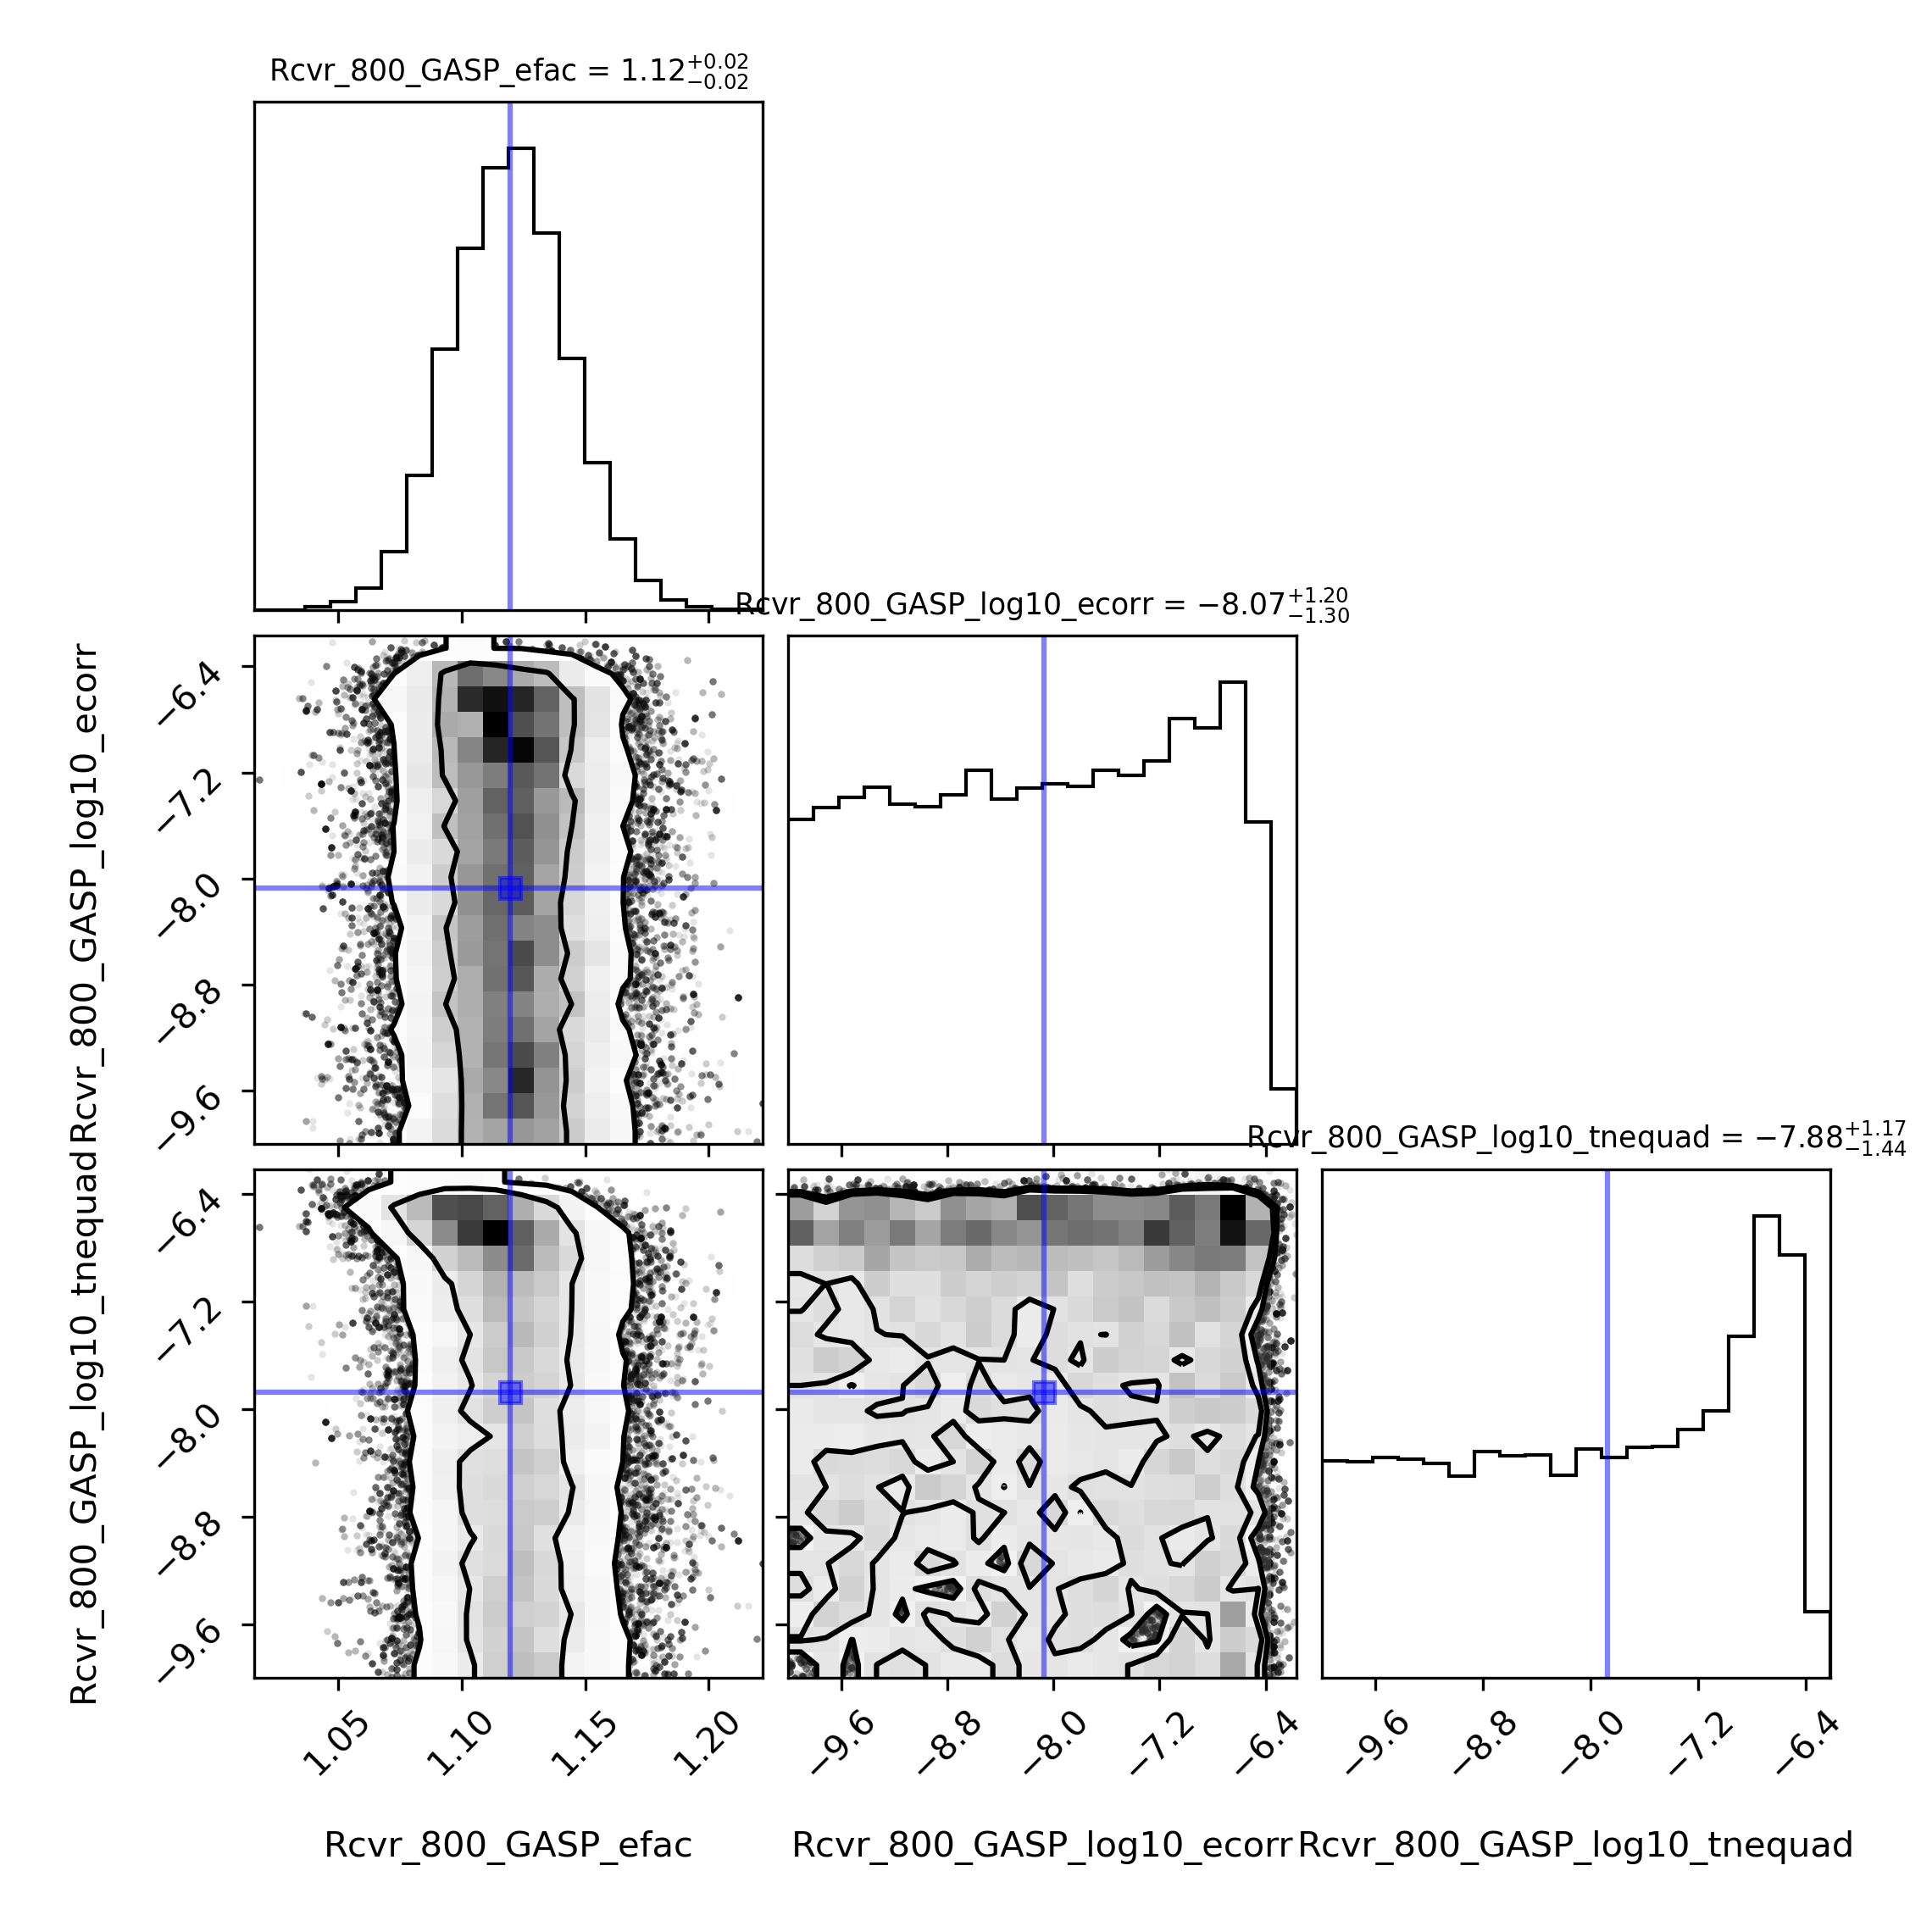 Rcvr_800_GASP_efac = 1.12+0.02−0.02
Rcvr_800_GASP_log10_ecorr = −8.07+1.20−1.30
Rcvr_800_GASP_log10_ecorr
−6.4
−7.2
−8.0
−8.8
−9.6
Rcvr_800_GASP_log10_tnequad = −7.88+1.17−1.44
Rcvr_800_GASP_log10_tnequad
−6.4
−7.2
−8.0
−8.8
−9.6
1.05 1.10 1.15 1.20
−9.6 −8.8 −8.0 −7.2 −6.4
−9.6 −8.8 −8.0 −7.2 −6.4
Rcvr_800_GASP_efac
Rcvr_800_GASP_log10_ecorr
Rcvr_800_GASP_log10_tnequad